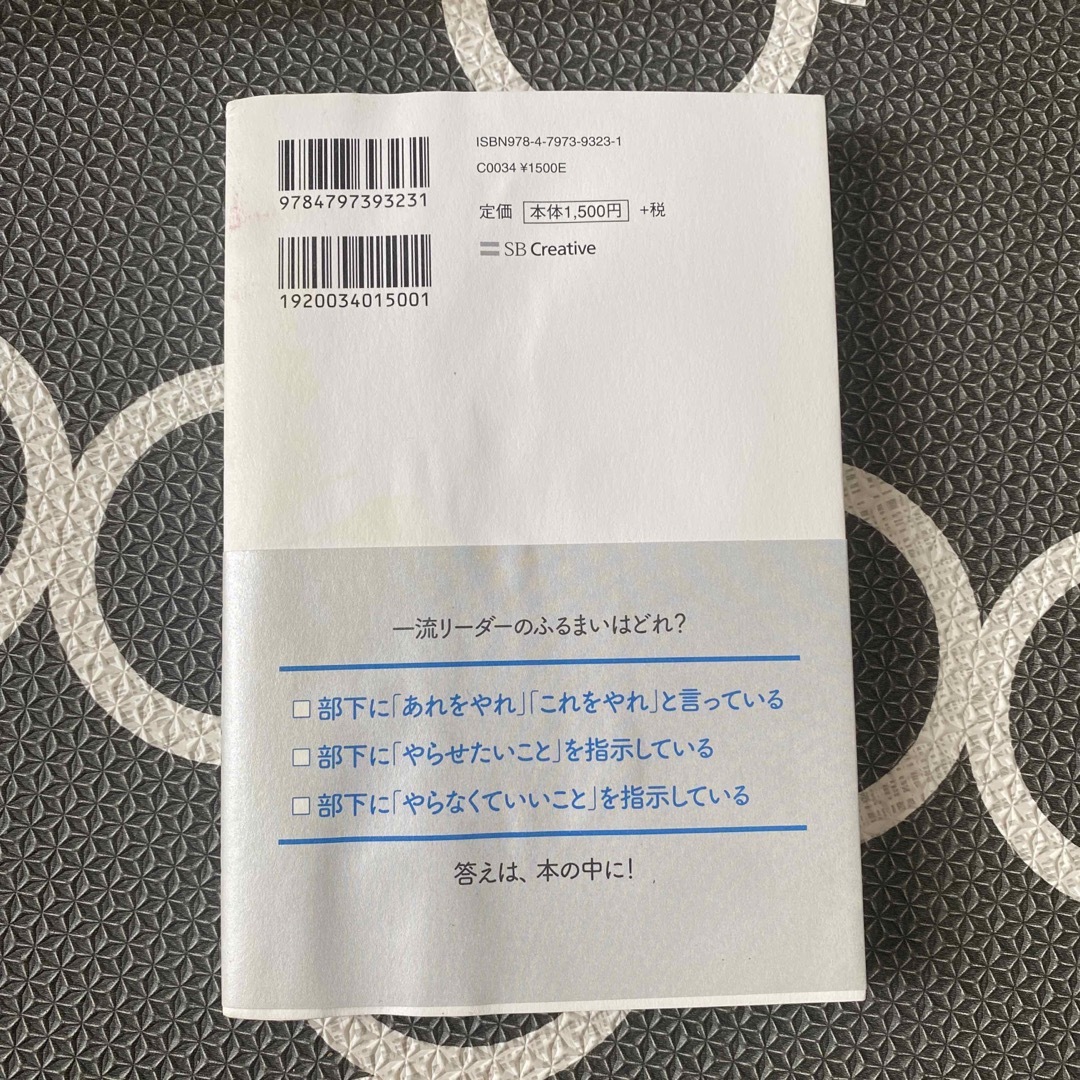 9784797393231
1920034015001
ISBN978-4-7973-9323-1
C0034 ¥1500E
定価 本体1,500円 +税
SB Creative
一流リーダーのふるまいはどれ?
□ 部下に「あれをやれ」「これをやれ」と言っている
□ 部下に「やらせたいこと」を指示している
□ 部下に「やらなくていいこと」を指示している
答えは、本の中に!